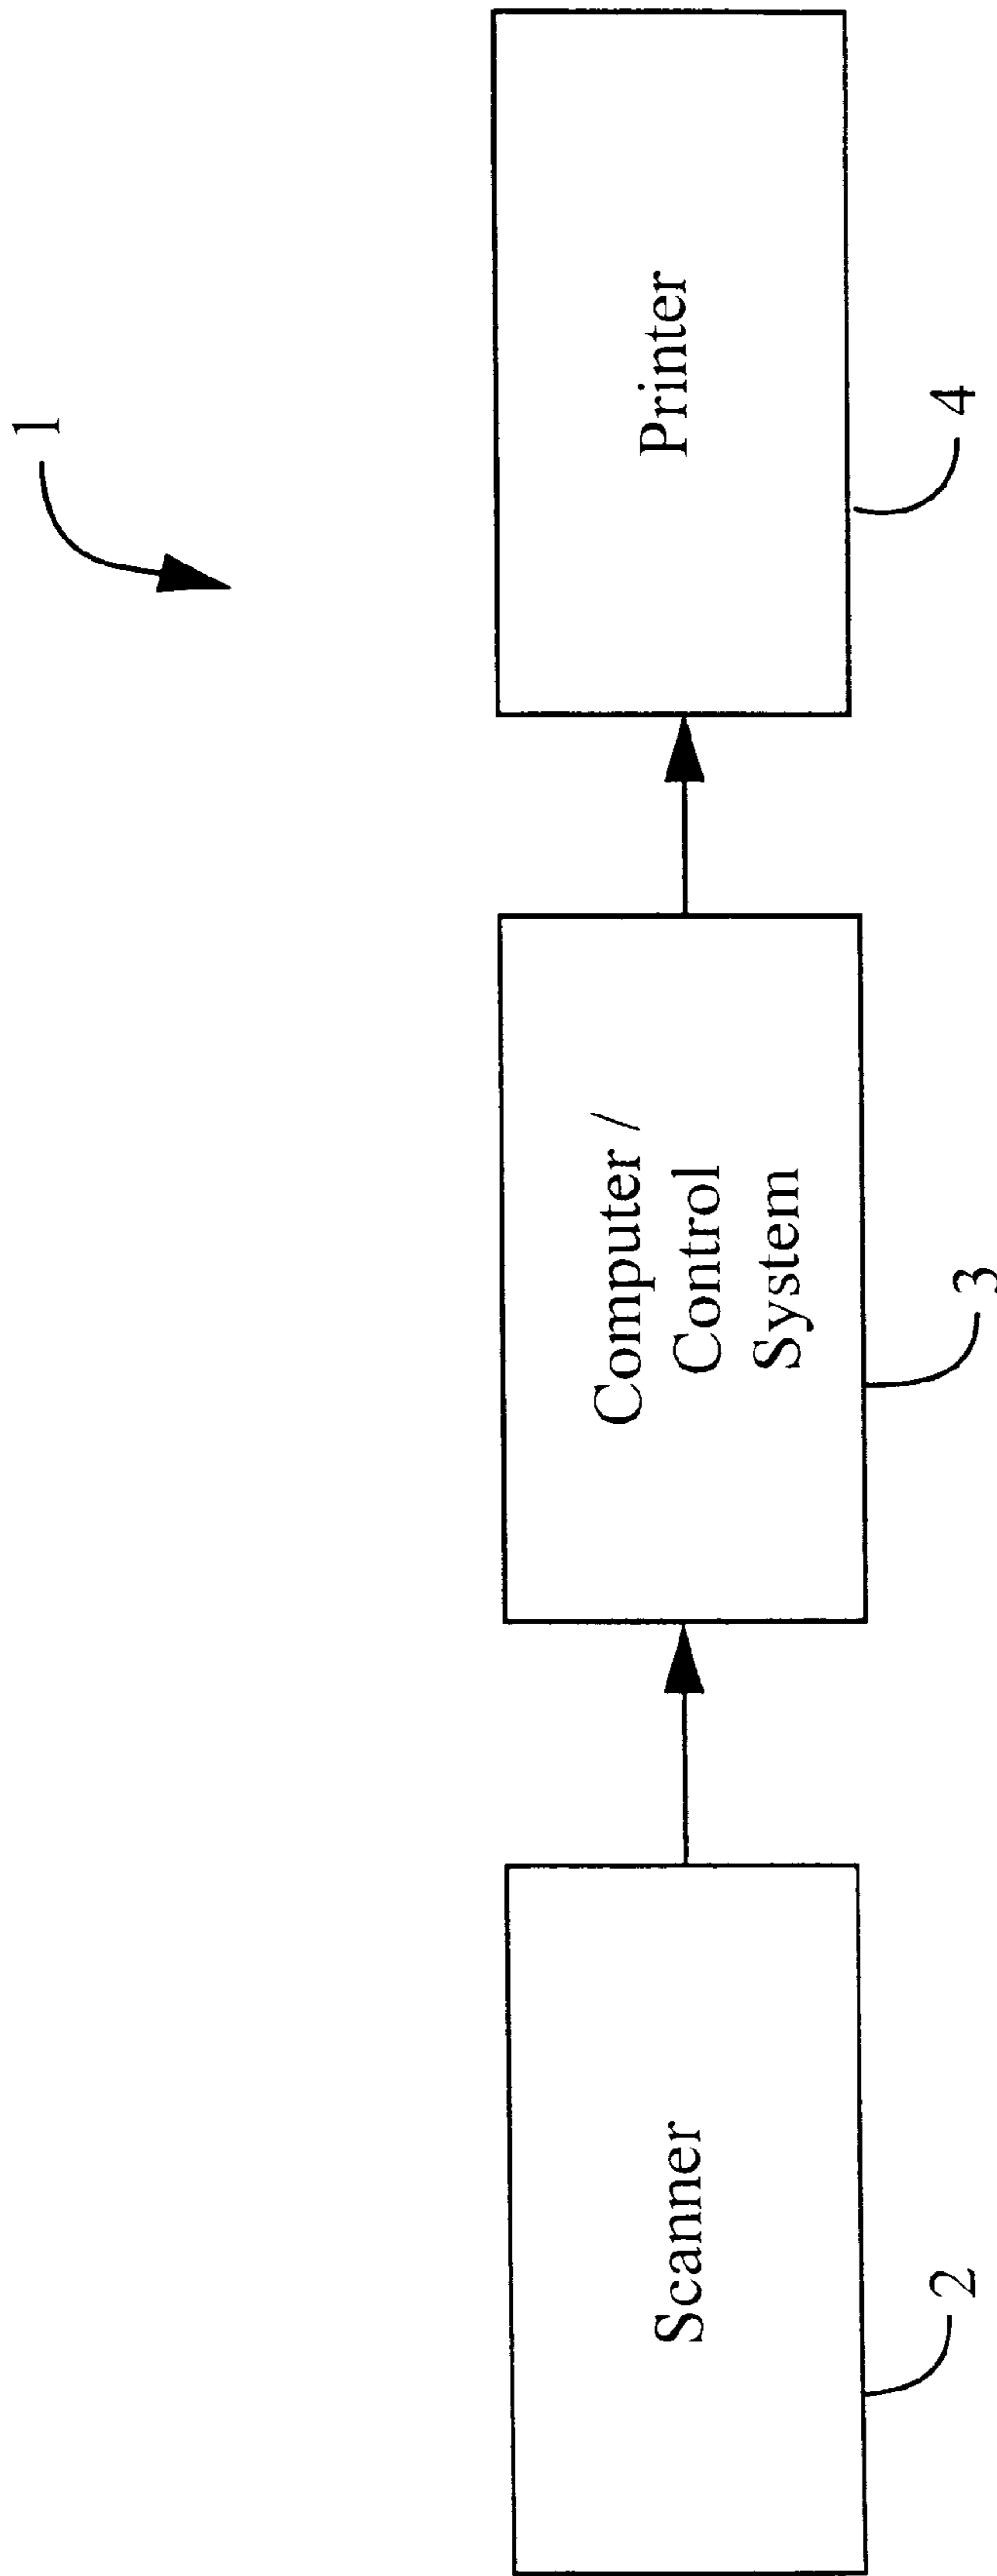 1
Scanner
2
Computer /
Control
System
3
Printer
4